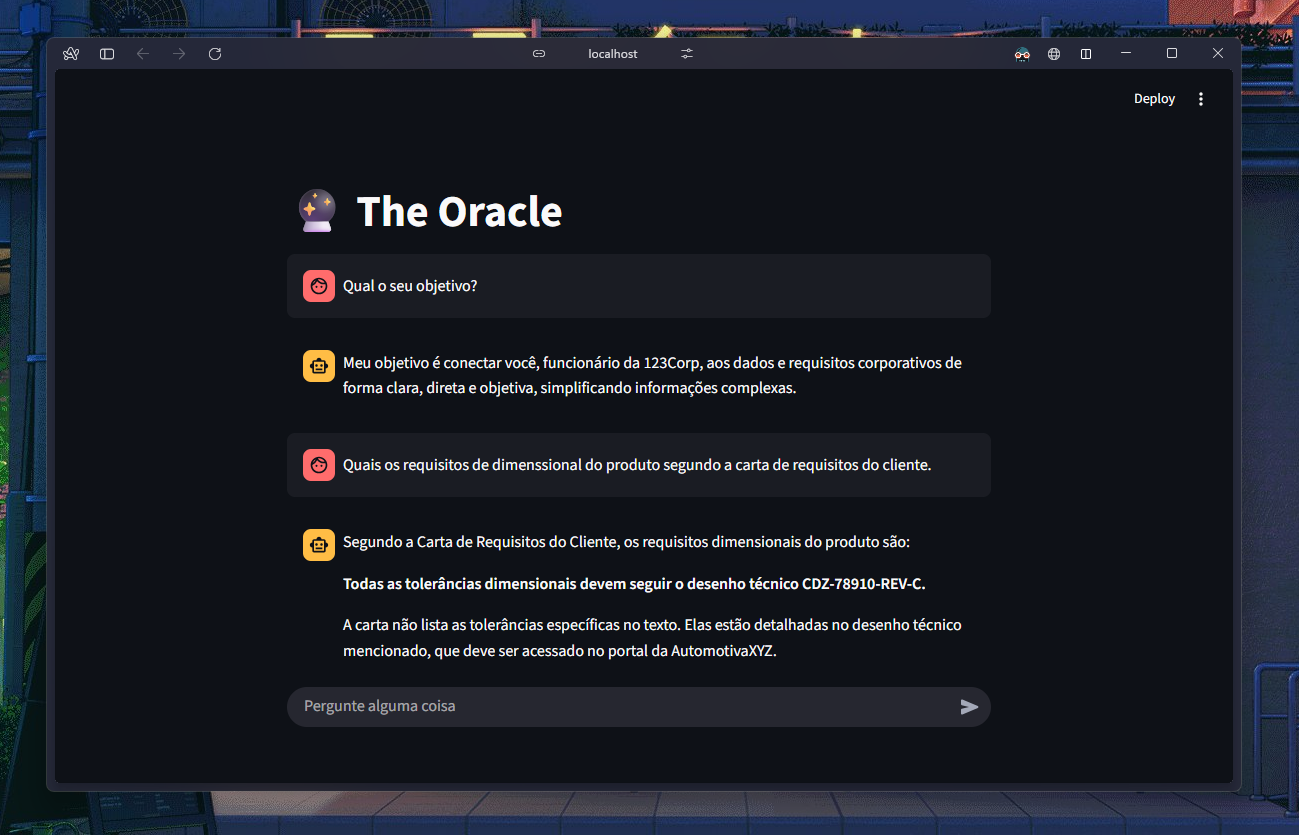 localhost
Deploy
The Oracle
Qual o seu objetivo?
Meu objetivo é conectar você, funcionário da 123Corp, aos dados e requisitos corporativos de
forma clara, direta e objetiva, simplificando informações complexas.
Quais os requisitos de dimenssional do produto segundo a carta de requisitos do cliente.
Segundo a Carta de Requisitos do Cliente, os requisitos dimensionais do produto são:
Todas as tolerâncias dimensionais devem seguir o desenho técnico CDZ-78910-REV-C.
A carta não lista as tolerâncias específicas no texto. Elas estão detalhadas no desenho técnico
mencionado, que deve ser acessado no portal da AutomotivaXYZ.
Pergunte alguma coisa